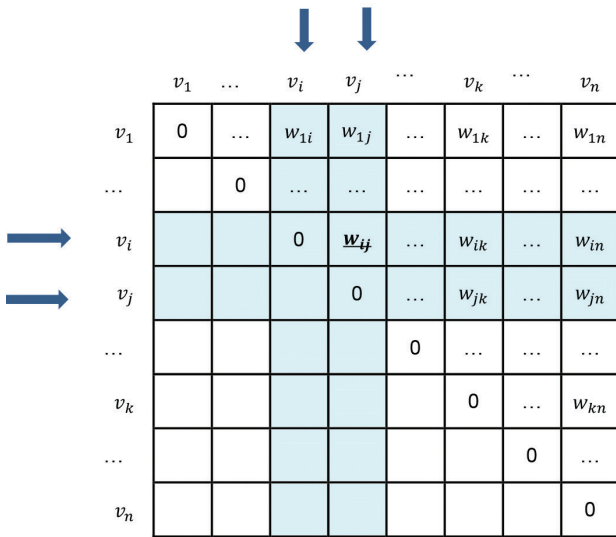 v₁ … vᵢ vⱼ … vₖ … vₙ
v₁ 0 … w₁ᵢ w₁ⱼ … w₁ₖ … w₁ₙ
… 0 … … … … … …
vᵢ 0 wᵢⱼ … wᵢₖ … wᵢₙ
vⱼ 0 … wⱼₖ … wⱼₙ
… 0 … … …
vₖ 0 … wₖₙ
… 0 …
vₙ 0